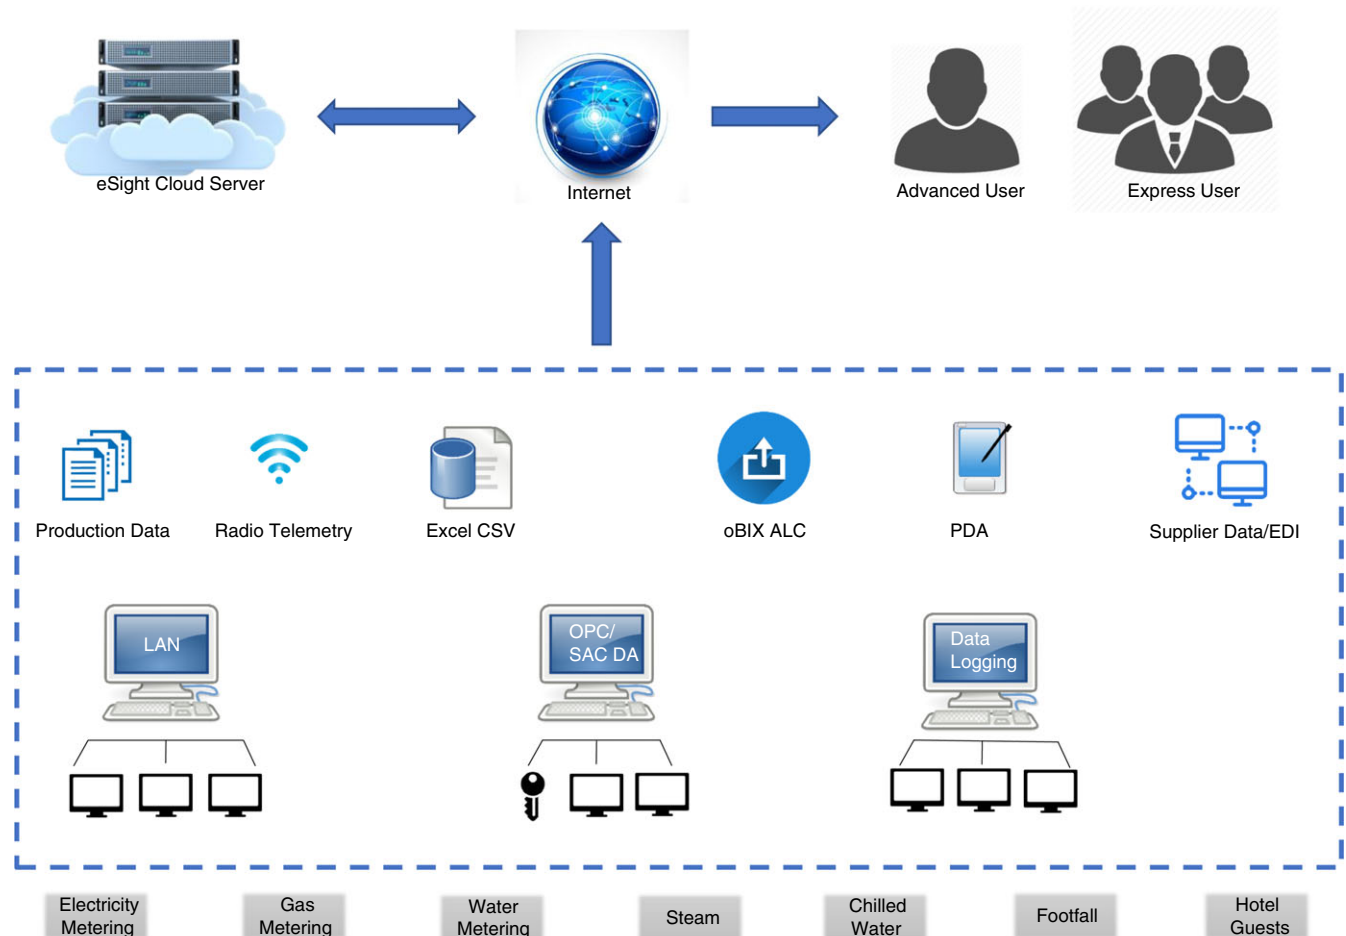 eSight Cloud Server
Internet
Advanced User
Express User
Production Data
Radio Telemetry
Excel CSV
oBIX ALC
PDA
Supplier Data/EDI
LAN
OPC/
SAC DA
Data
Logging
Electricity
Metering
Gas
Metering
Water
Metering
Steam
Chilled
Water
Footfall
Hotel
Guests